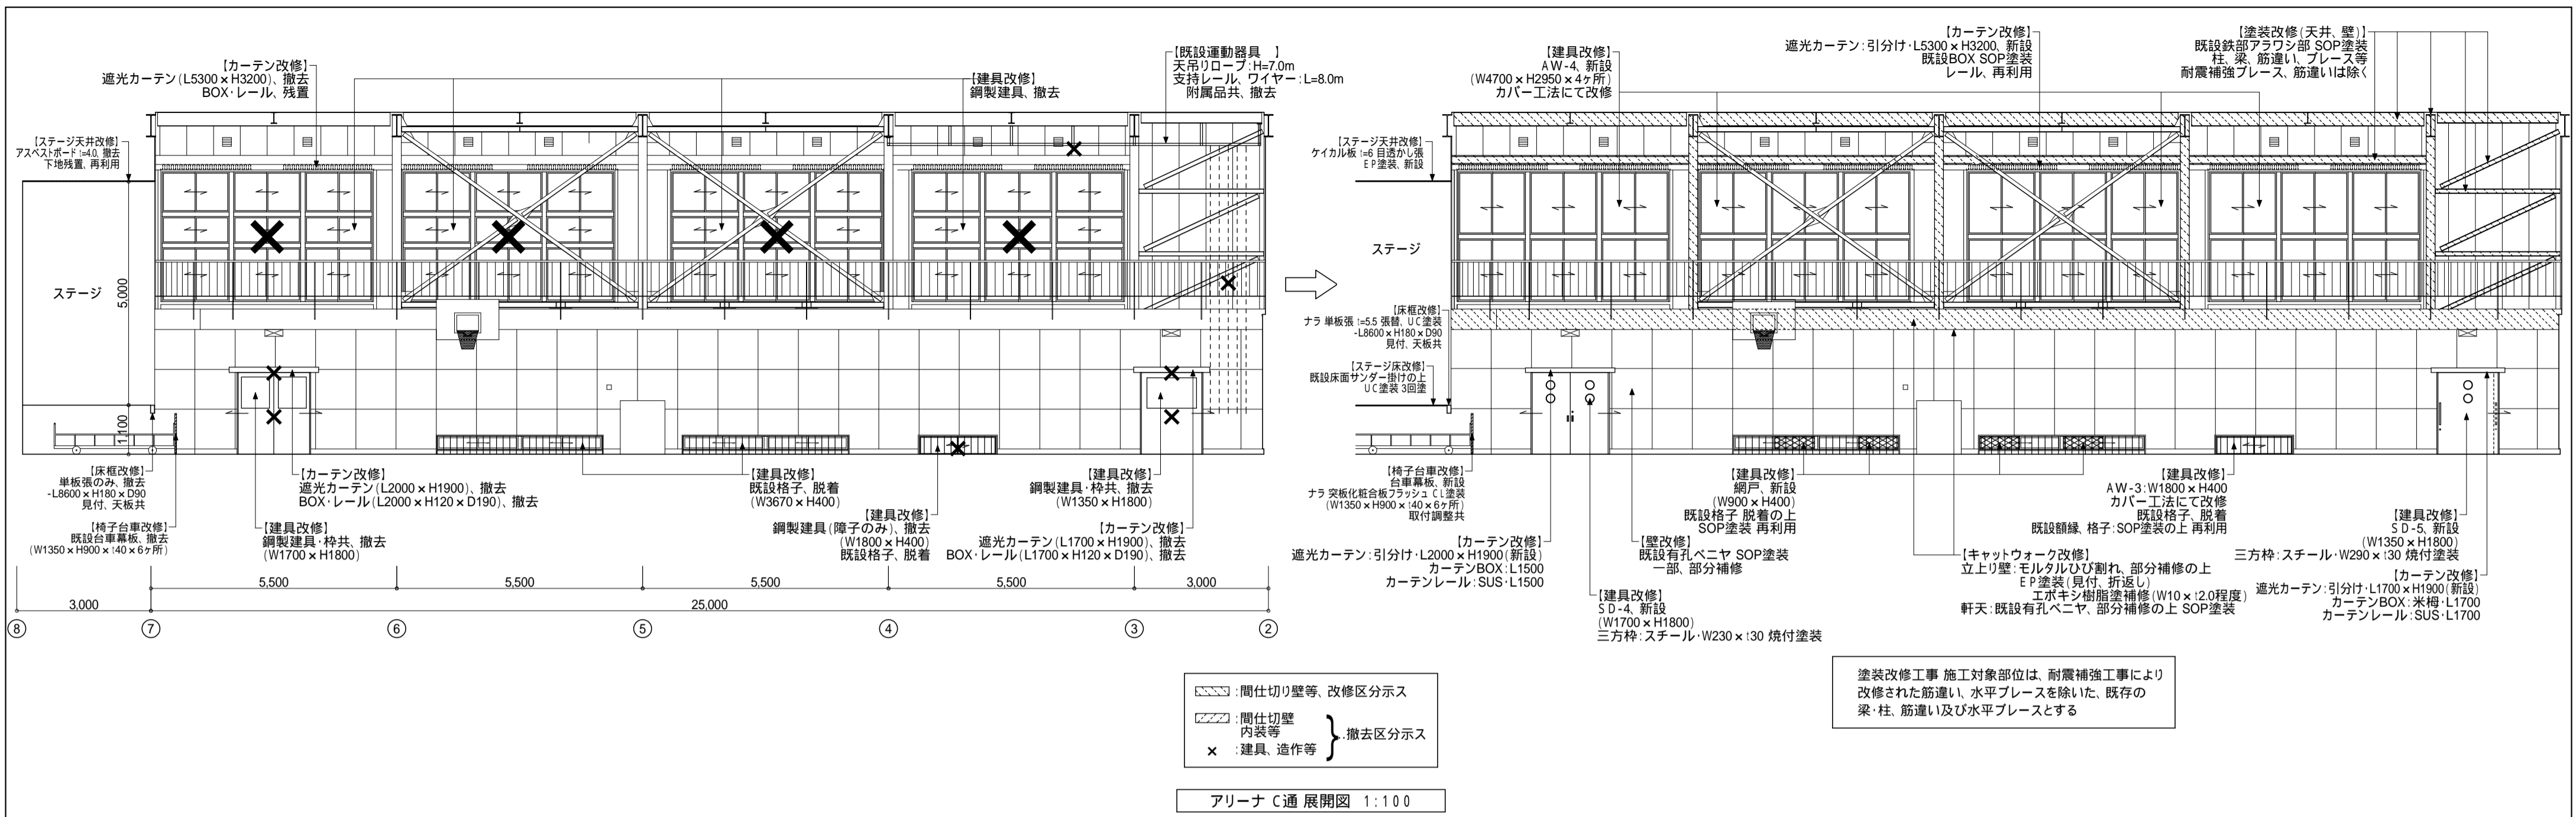 【カーテン改修】
遮光カーテン(L5300×H3200)、撤去
BOX・レール、残置
【建具改修】
鋼製建具、撤去
【既設運動器具 】
天吊りロープ:H=7.0m
支持レール、ワイヤー:L=8.0m
附属品共、撤去
【ステージ天井改修】
アスベストボード t=4.0、撤去
下地残置、再利用
ステージ
5,000
1,100
【床框改修】
単板張のみ、撤去
-L8600×H180×D90
見付、天板共
【椅子台車改修】
既設台車幕板、撤去
(W1350×H900×t40×6ヶ所)
【カーテン改修】
遮光カーテン(L2000×H1900)、撤去
BOX・レール(L2000×H120×D190)、撤去
【建具改修】
鋼製建具・枠共、撤去
(W1700×H1800)
【建具改修】
既設格子、脱着
(W3670×H400)
【建具改修】
鋼製建具(障子のみ)、撤去
(W1800×H400)
既設格子、脱着
【建具改修】
鋼製建具・枠共、撤去
(W1350×H1800)
【カーテン改修】
遮光カーテン(L1700×H1900)、撤去
BOX・レール(L1700×H120×D190)、撤去
5,500
5,500
5,500
5,500
3,000
3,000
25,000
⑧
⑦
⑥
⑤
④
③
②
【建具改修】
AW-4、新設
(W4700×H2950×4ヶ所)
カバー工法にて改修
【カーテン改修】
遮光カーテン:引分け・L5300×H3200、新設
既設BOX SOP塗装
レール、再利用
【塗装改修(天井、壁)】
既設鉄部アラワシ部 SOP塗装
柱、梁、筋違い、ブレース等
耐震補強ブレース、筋違いは除く
【ステージ天井改修】
ケイカル板 t=6 目透かし張
EP塗装、新設
ステージ
【床框改修】
ナラ 単板張 t=5.5 張替、UC塗装
-L8600×H180×D90
見付、天板共
【ステージ床改修】
既設床面サンダー掛けの上
UC塗装 3回塗
【椅子台車改修】
台車幕板、新設
ナラ 突板化粧合板フラッシュ CL塗装
(W1350×H900×t40×6ヶ所)
取付調整共
【カーテン改修】
遮光カーテン:引分け・L2000×H1900(新設)
カーテンBOX:L1500
カーテンレール:SUS・L1500
【建具改修】
SD-4、新設
(W1700×H1800)
三方枠:スチール・W230×t30 焼付塗装
【壁改修】
既設有孔ベニヤ SOP塗装
一部、部分補修
【建具改修】
網戸、新設
(W900×H400)
既設格子 脱着の上
SOP塗装 再利用
【建具改修】
AW-3:W1800×H400
カバー工法にて改修
既設格子、脱着
既設額縁、格子:SOP塗装の上 再利用
【キャットウォーク改修】
立上り壁:モルタルひび割れ、部分補修の上
EP塗装(見付、折返し)
エポキシ樹脂塗補修(W10×t2.0程度)
軒天:既設有孔ベニヤ、部分補修の上 SOP塗装
【建具改修】
SD-5、新設
(W1350×H1800)
三方枠:スチール・W290×t30 焼付塗装
【カーテン改修】
遮光カーテン:引分け・L1700×H1900(新設)
カーテンBOX:米栂・L1700
カーテンレール:SUS・L1700
:間仕切り壁等、改修区分示ス
:間仕切壁
内装等
×:建具、造作等
..撤去区分示ス
塗装改修工事 施工対象部位は、耐震補強工事により
改修された筋違い、水平ブレースを除いた、既存の
梁・柱、筋違い及び水平ブレースとする
アリーナ C通 展開図 1:100